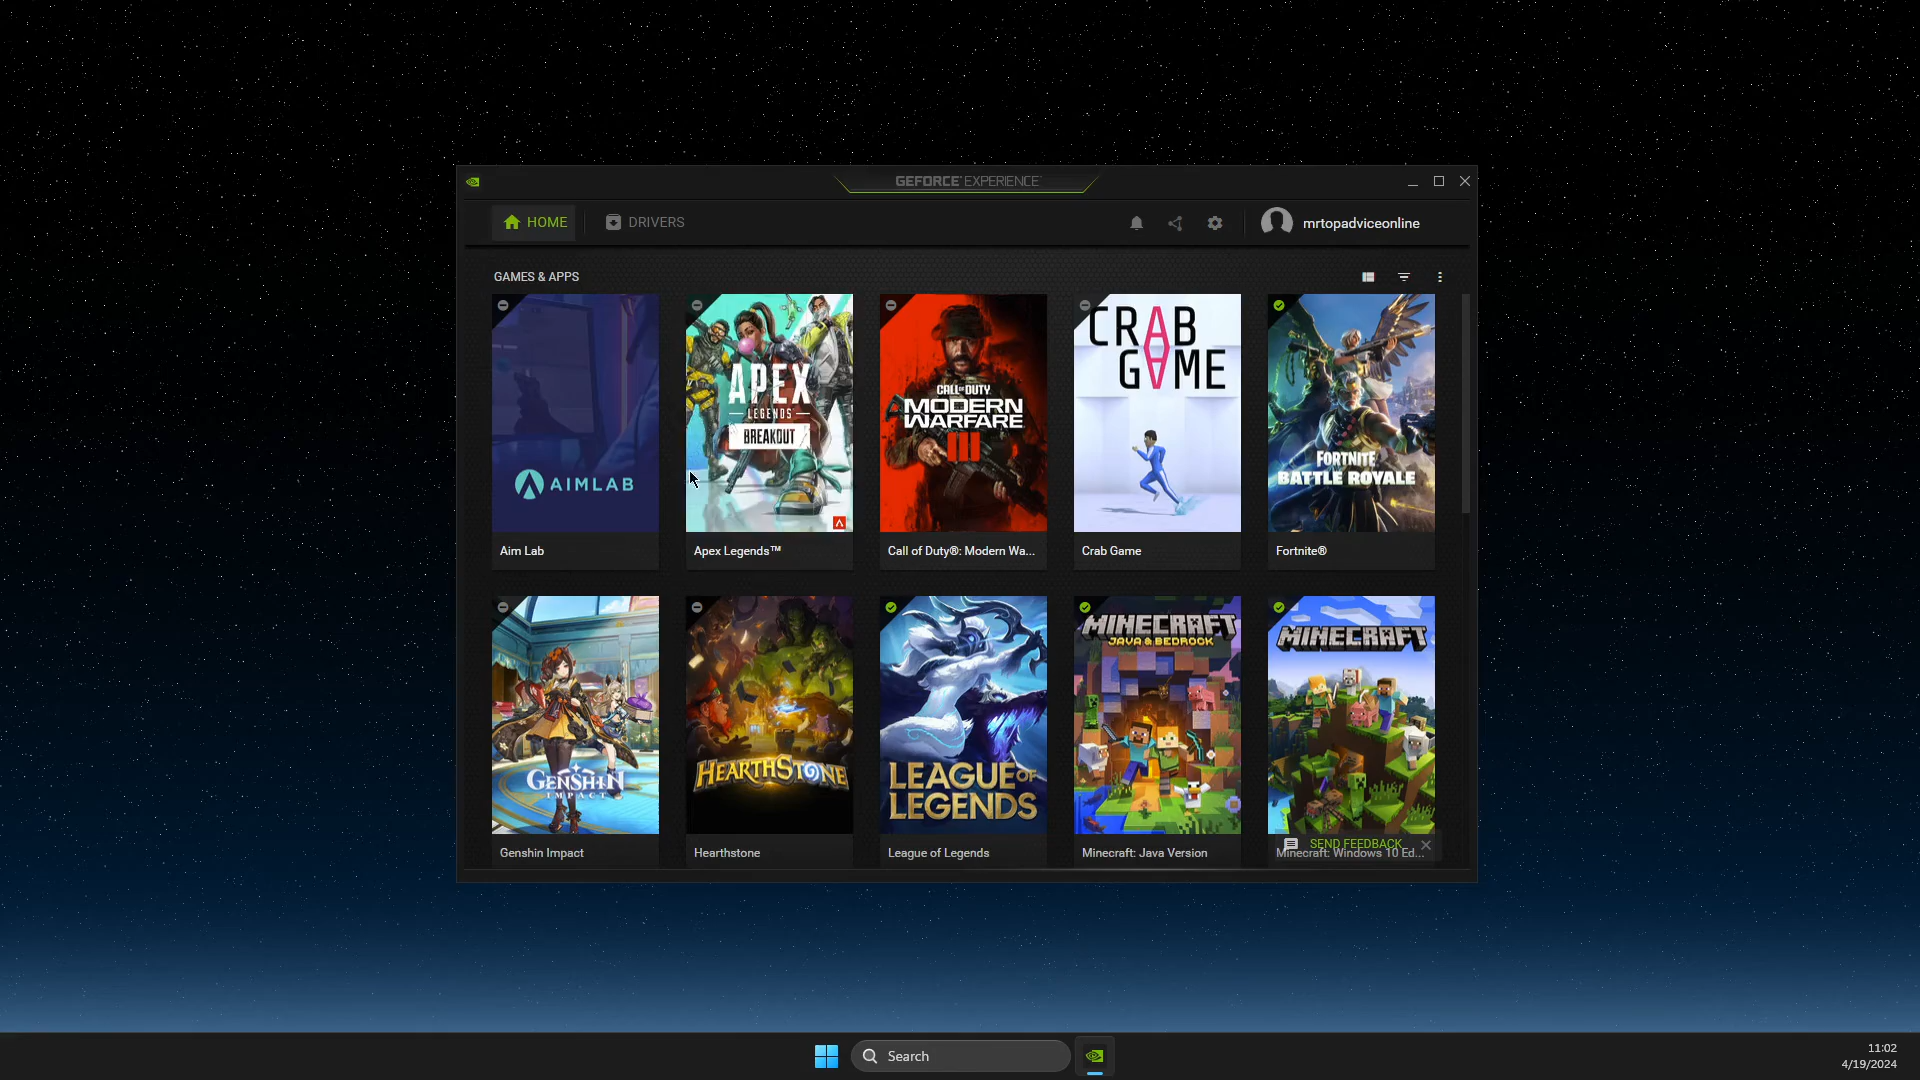 GEFORCE® EXPERIENCE™
HOME
DRIVERS
mrtopadviceonline
GAMES & APPS
AIMLAB
APEX
LEGENDS™
BREAKOUT
CALL OF DUTY
MODERN
WARFARE
III
CRAB
GAME
FORTNITE
BATTLE ROYALE
Aim Lab
Apex Legends™
Call of Duty®: Modern Wa...
Crab Game
Fortnite®
GENSHIN
IMPACT
HEARTHSTONE
LEAGUE OF
LEGENDS
MINECRAFT
JAVA & BEDROCK
MINECRAFT
SEND FEEDBACK
Genshin Impact
Hearthstone
League of Legends
Minecraft: Java Version
Minecraft: Windows 10 Ed...
Search
11:02
4/19/2024